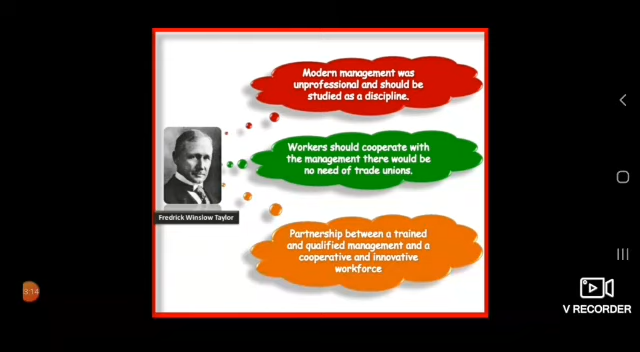 Modern management was
unprofessional and should be
studied as a discipline.
Workers should cooperate with
the management there would be
no need of trade unions.
Fredrick Winslow Taylor
Partnership between a trained
and qualified management and a
cooperative and innovative
workforce
V RECORDER